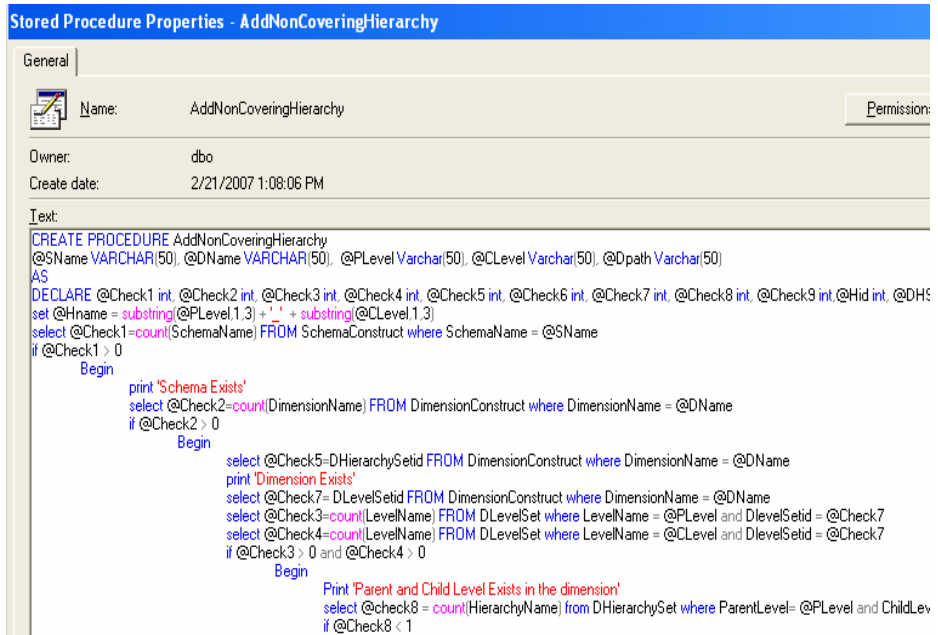 Stored Procedure Properties - AddNonCoveringHierarchy
General
Name: AddNonCoveringHierarchy
Owner: dbo
Create date: 2/21/2007 1:08:06 PM
Text:
CREATE PROCEDURE AddNonCoveringHierarchy
@SName VARCHAR(50), @DName VARCHAR(50), @PLevel Varchar(50), @CLevel Varchar(50), @Dpath Varchar(50)
AS
DECLARE @Check1 int, @Check2 int, @Check3 int, @Check4 int, @Check5 int, @Check6 int, @Check7 int, @Check8 int, @Check9 int,@Hid int,
set @Hname = substring(@PLevel,1,3) + '_' + substring(@CLevel,1,3)
select @Check1=count(SchemaName) FROM SchemaConstruct where SchemaName = @SName
if @Check1 > 0
Begin
print 'Schema Exists'
select @Check2=count(DimensionName) FROM DimensionConstruct where DimensionName = @DName
if @Check2 > 0
Begin
select @Check5=DHierarchySetid FROM DimensionConstruct where DimensionName = @DName
print 'Dimension Exists'
select @Check7= DLevelSetid FROM DimensionConstruct where DimensionName = @DName
select @Check3=count(LevelName) FROM DLevelSet where LevelName = @PLevel and DlevelSetid = @Check7
select @Check4=count(LevelName) FROM DLevelSet where LevelName = @CLevel and DlevelSetid = @Check7
if @Check3 > 0 and @Check4 > 0
Begin
Print 'Parent and Child Level Exists in the dimension'
select @check8 = count(HierarchyName) from DHierarchySet where ParentLevel= @PLevel and
if @Check8 < 1